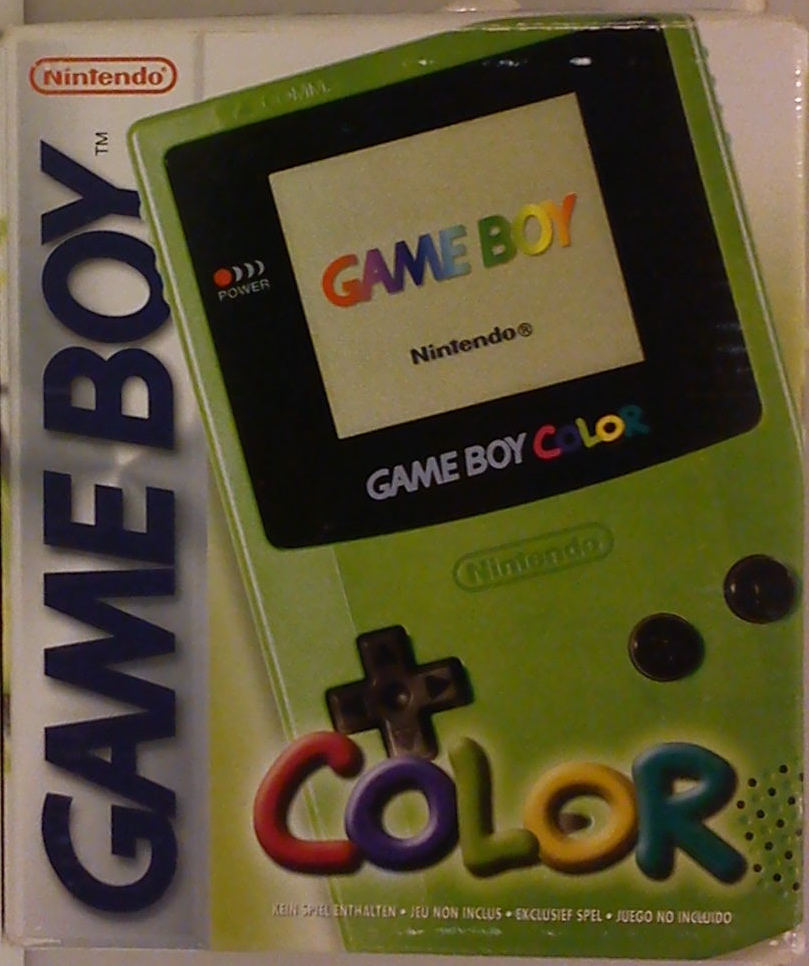 Nintendo®
GAME BOY™
COMM.
POWER
GAME BOY
Nintendo®
GAME BOY COLOR
Nintendo
COLOR
KEIN SPIEL ENTHALTEN • JEU NON INCLUS • EXCLUSIEF SPEL • JUEGO NO INCLUIDO